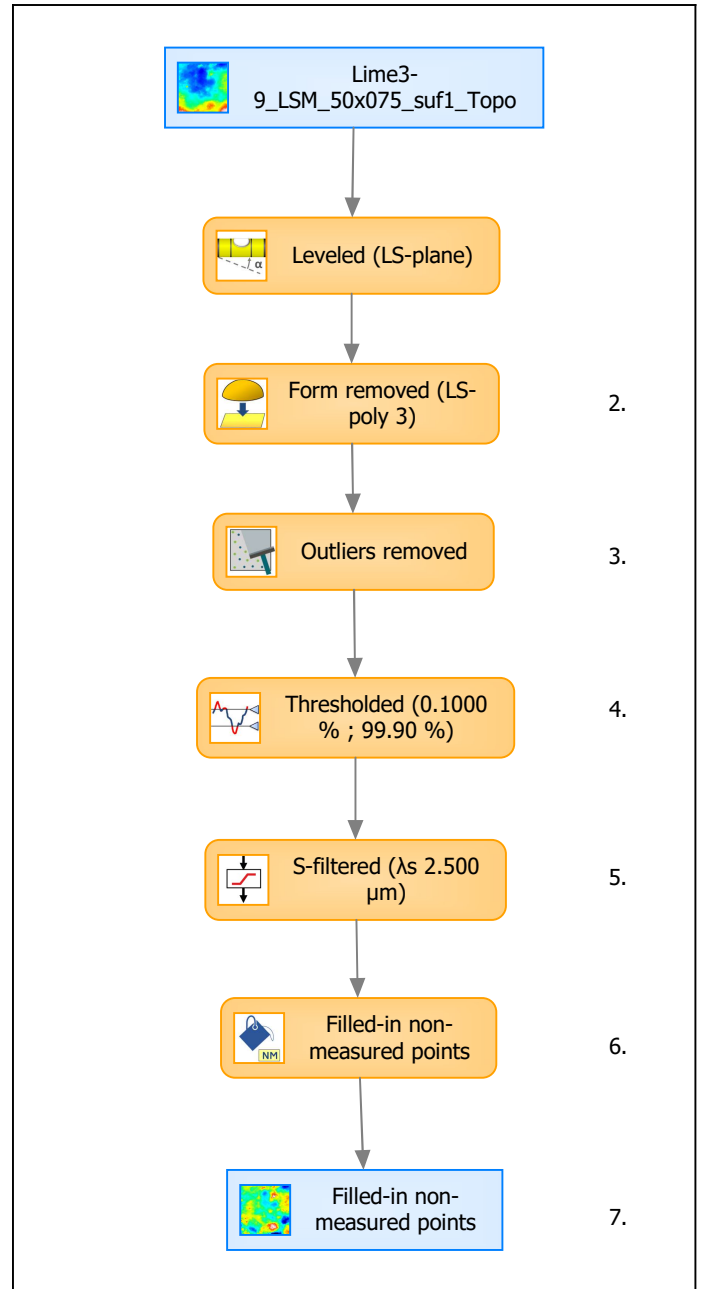 Lime3-
9_LSM_50x075_suf1_Topo
α
Leveled (LS-plane)
Form removed (LS-
poly 3)
2.
Outliers removed
3.
Thresholded (0.1000
% ; 99.90 %)
4.
S-filtered (λs 2.500
µm)
5.
NM
Filled-in non-
measured points
6.
Filled-in non-
measured points
7.